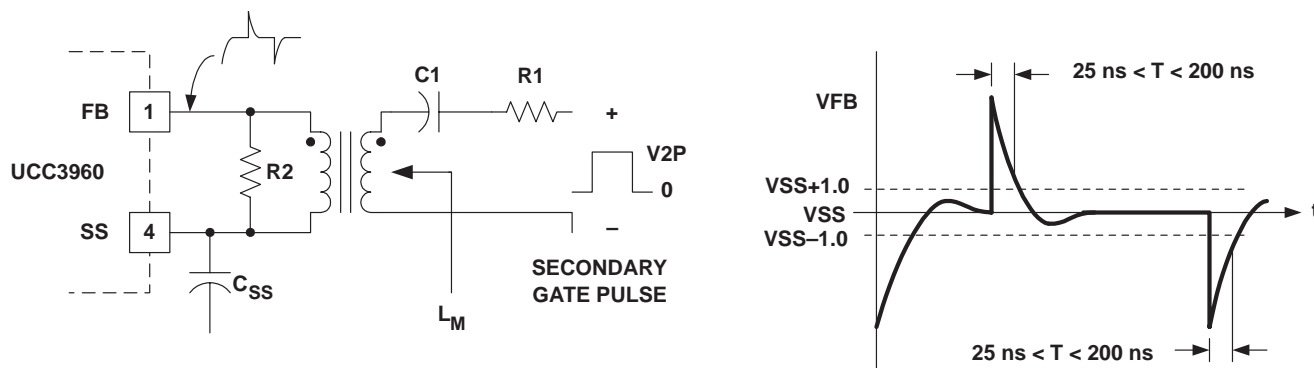 FB
1
UCC3960
SS
4
CSS
R2
C1
R1
+
V2P
0
–
SECONDARY
GATE PULSE
LM
25 ns < T < 200 ns
VFB
VSS+1.0
VSS
VSS–1.0
t
25 ns < T < 200 ns